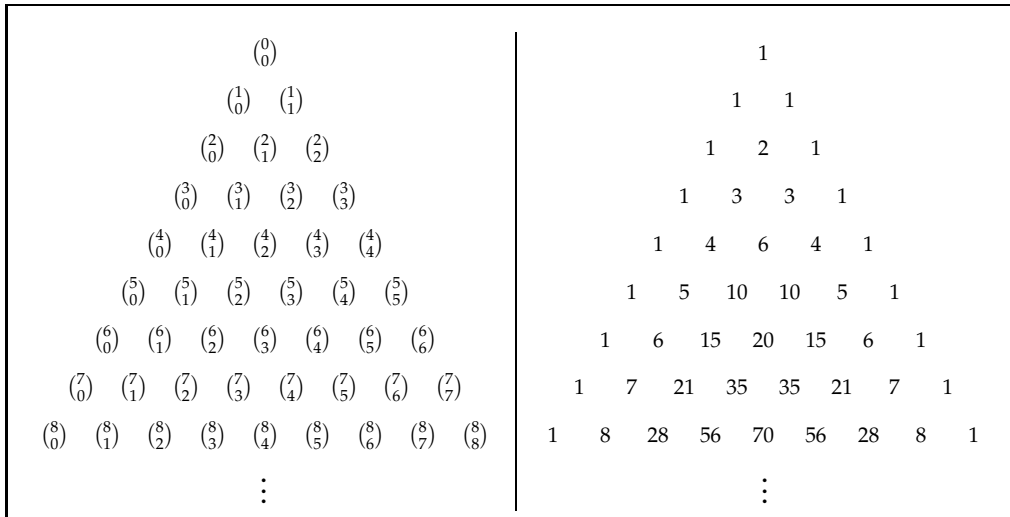 (0 0)
(1 0) (1 1)
(2 0) (2 1) (2 2)
(3 0) (3 1) (3 2) (3 3)
(4 0) (4 1) (4 2) (4 3) (4 4)
(5 0) (5 1) (5 2) (5 3) (5 4) (5 5)
(6 0) (6 1) (6 2) (6 3) (6 4) (6 5) (6 6)
(7 0) (7 1) (7 2) (7 3) (7 4) (7 5) (7 6) (7 7)
(8 0) (8 1) (8 2) (8 3) (8 4) (8 5) (8 6) (8 7) (8 8)
⋮
1
1 1
1 2 1
1 3 3 1
1 4 6 4 1
1 5 10 10 5 1
1 6 15 20 15 6 1
1 7 21 35 35 21 7 1
1 8 28 56 70 56 28 8 1
⋮